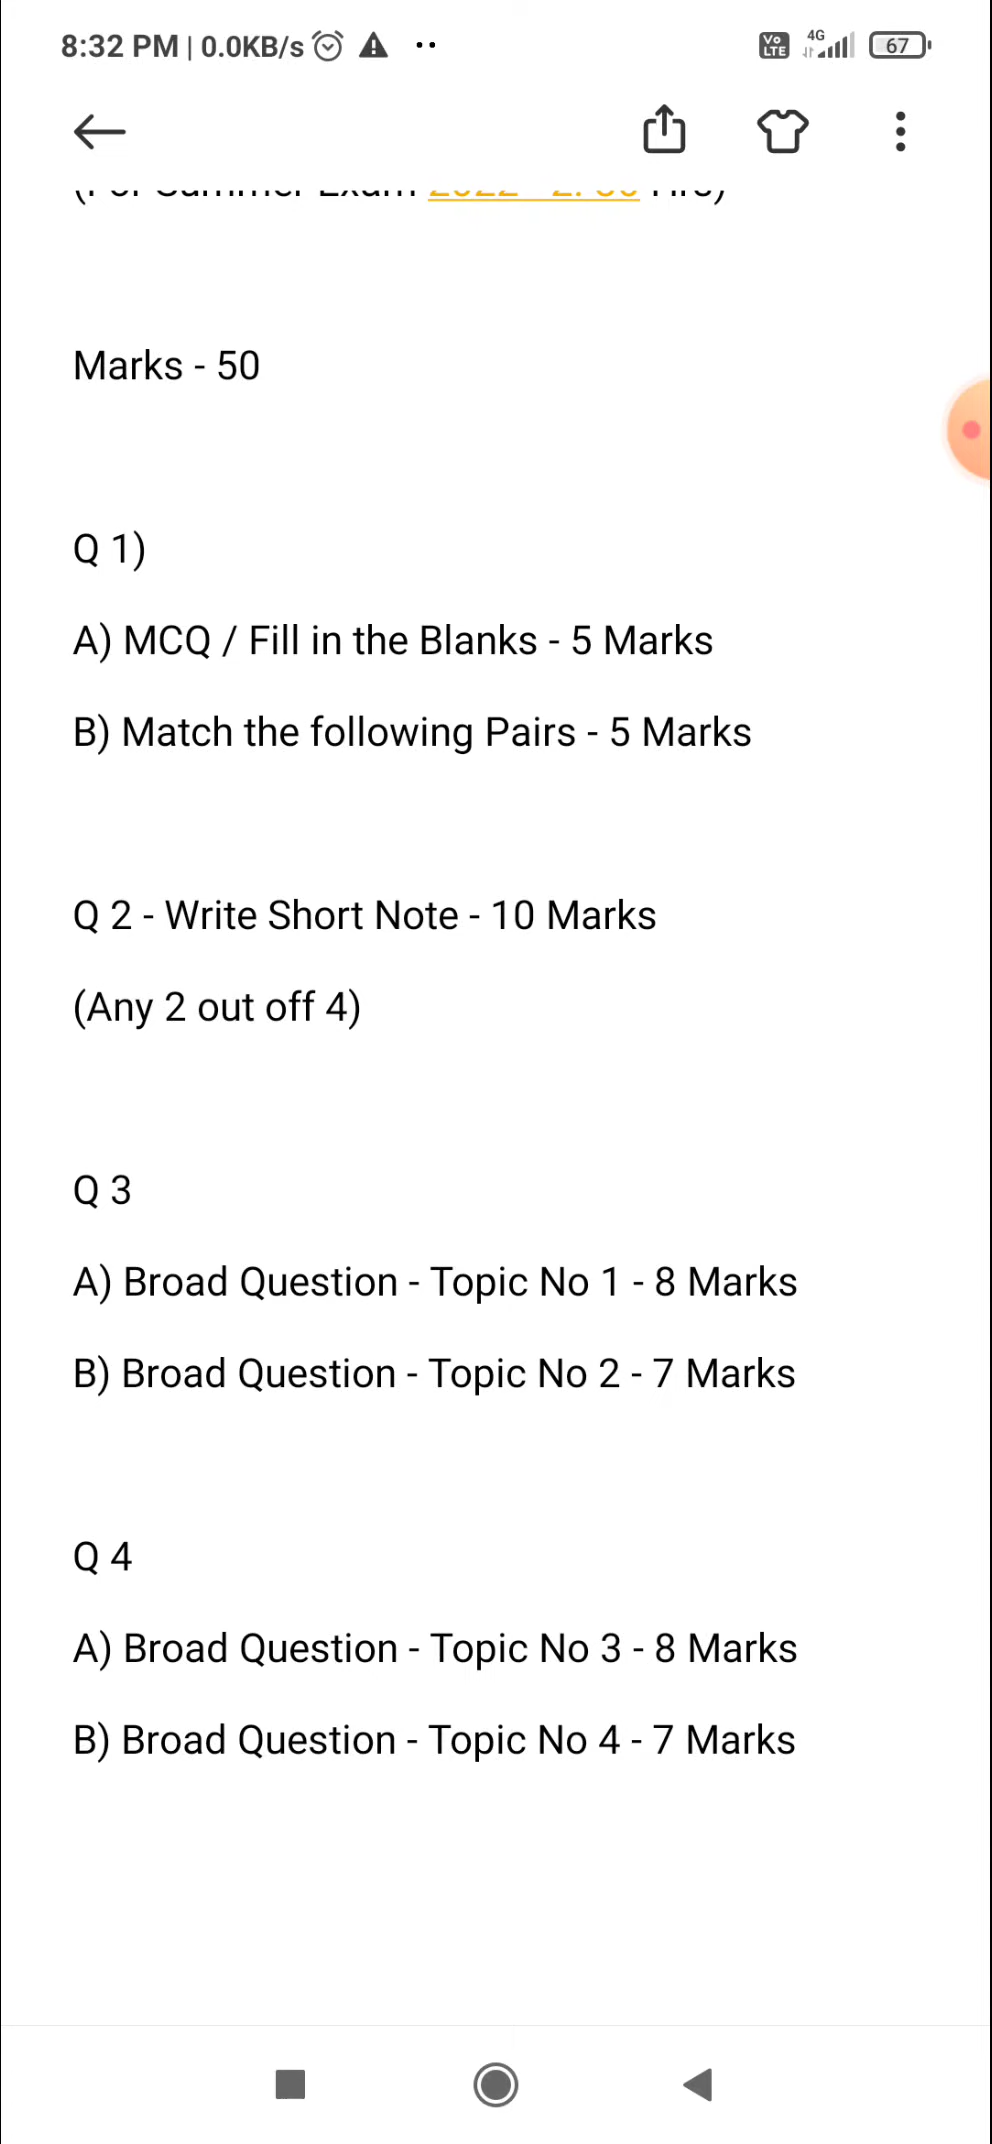 8:32 PM | 0.0KB/s
Vo LTE 4G 67
Marks - 50
Q 1)
A) MCQ / Fill in the Blanks - 5 Marks
B) Match the following Pairs - 5 Marks
Q 2 - Write Short Note - 10 Marks
(Any 2 out off 4)
Q 3
A) Broad Question - Topic No 1 - 8 Marks
B) Broad Question - Topic No 2 - 7 Marks
Q 4
A) Broad Question - Topic No 3 - 8 Marks
B) Broad Question - Topic No 4 - 7 Marks